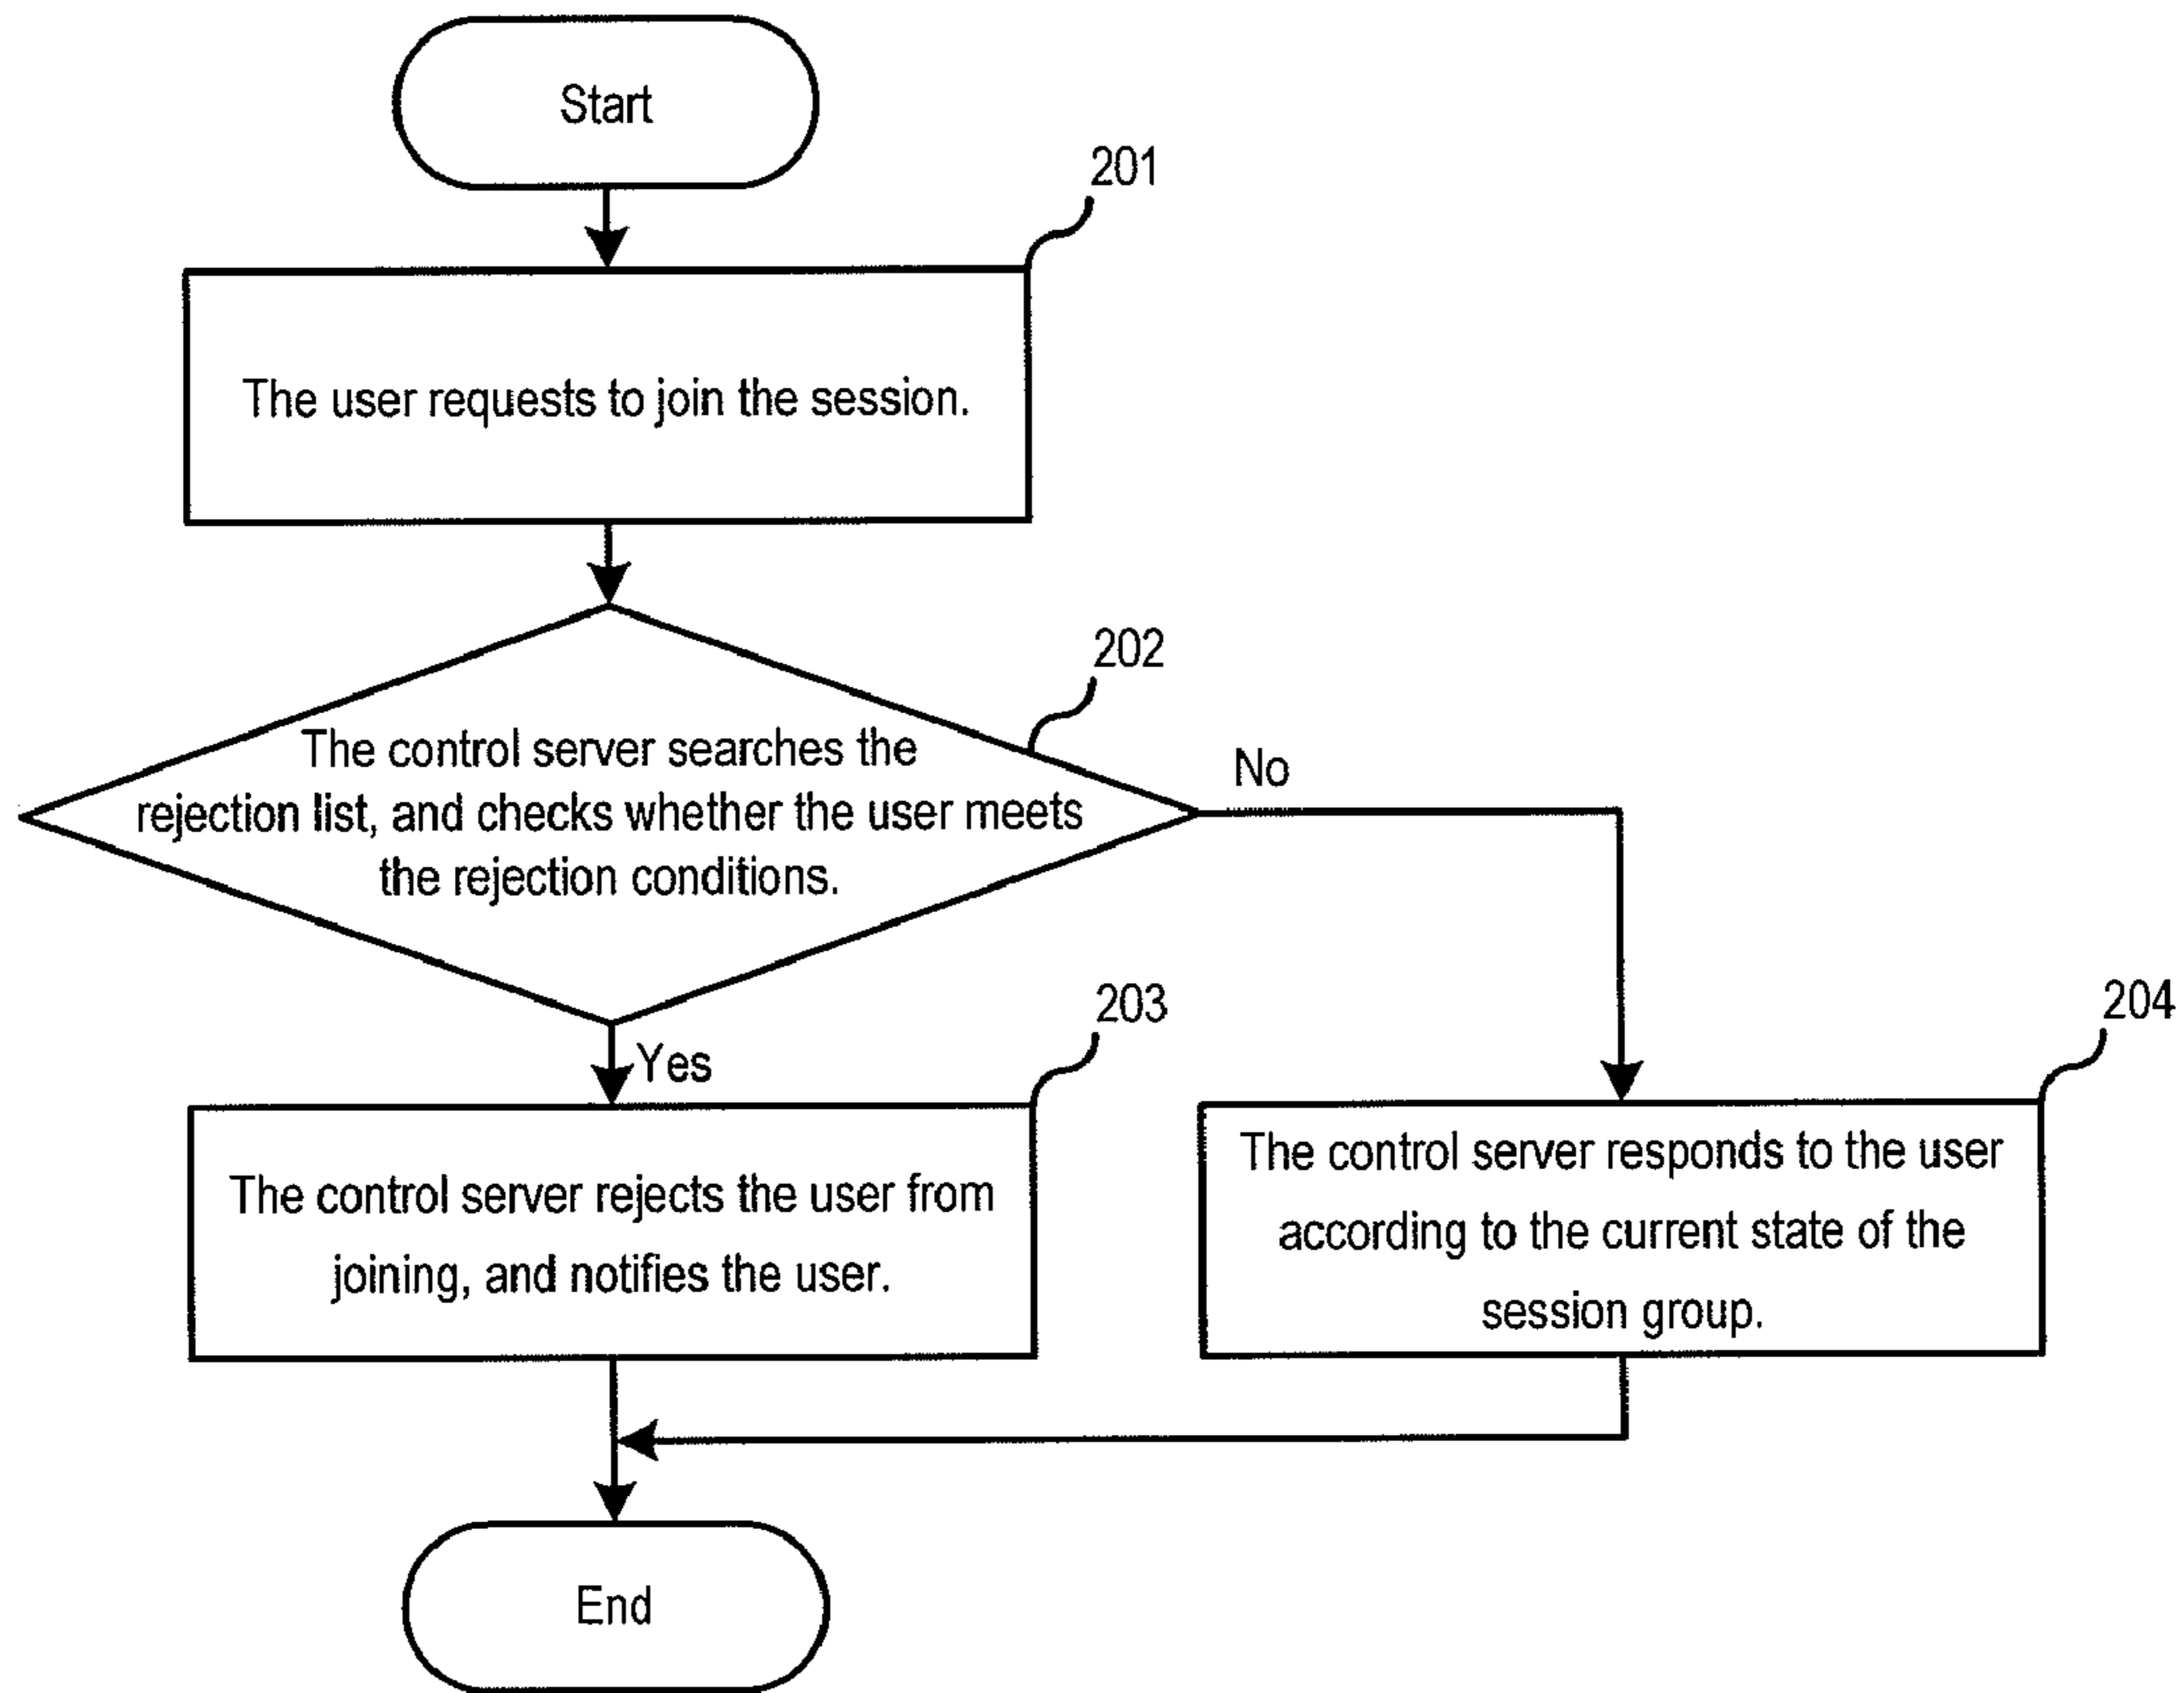 Start
201
The user requests to join the session.
202
The control server searches the
rejection list, and checks whether the user meets
the rejection conditions.
No
Yes
203
204
The control server rejects the user from
joining, and notifies the user.
The control server responds to the user
according to the current state of the
session group.
End